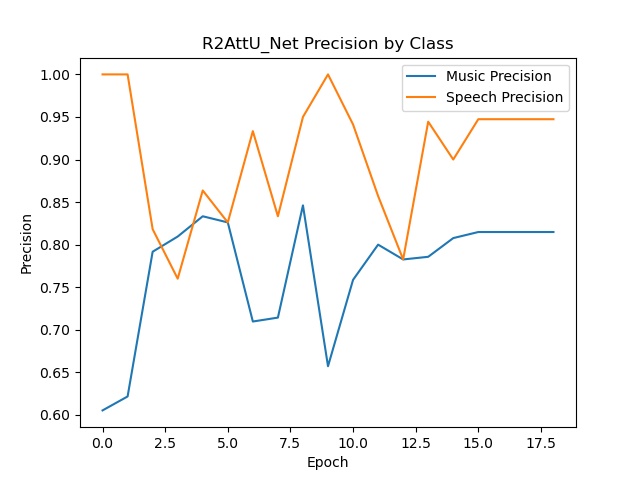 R2AttU_Net Precision by Class
Music Precision
Speech Precision
Precision
1.00
0.95
0.90
0.85
0.80
0.75
0.70
0.65
0.60
0.0 2.5 5.0 7.5 10.0 12.5 15.0 17.5
Epoch